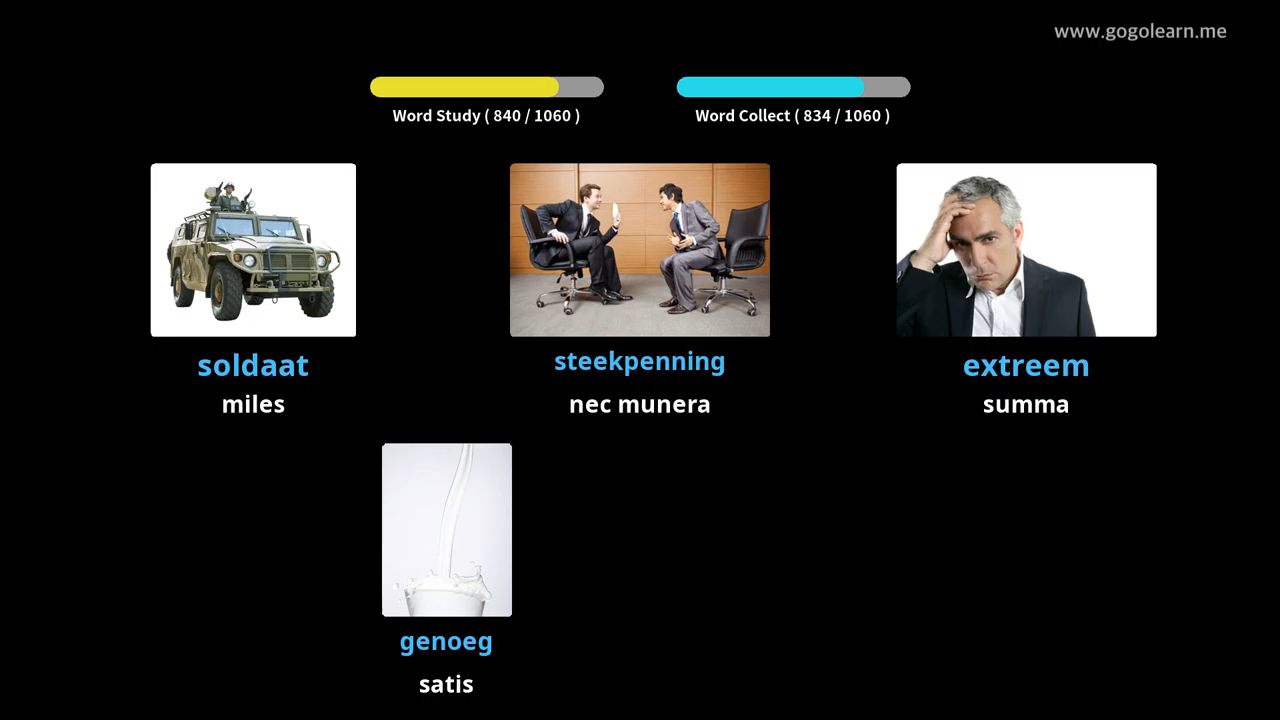 www.gogolearn.me
Word Study ( 840 / 1060 )
Word Collect ( 834 / 1060 )
soldaat
miles
steekpenning
nec munera
extreem
summa
genoeg
satis